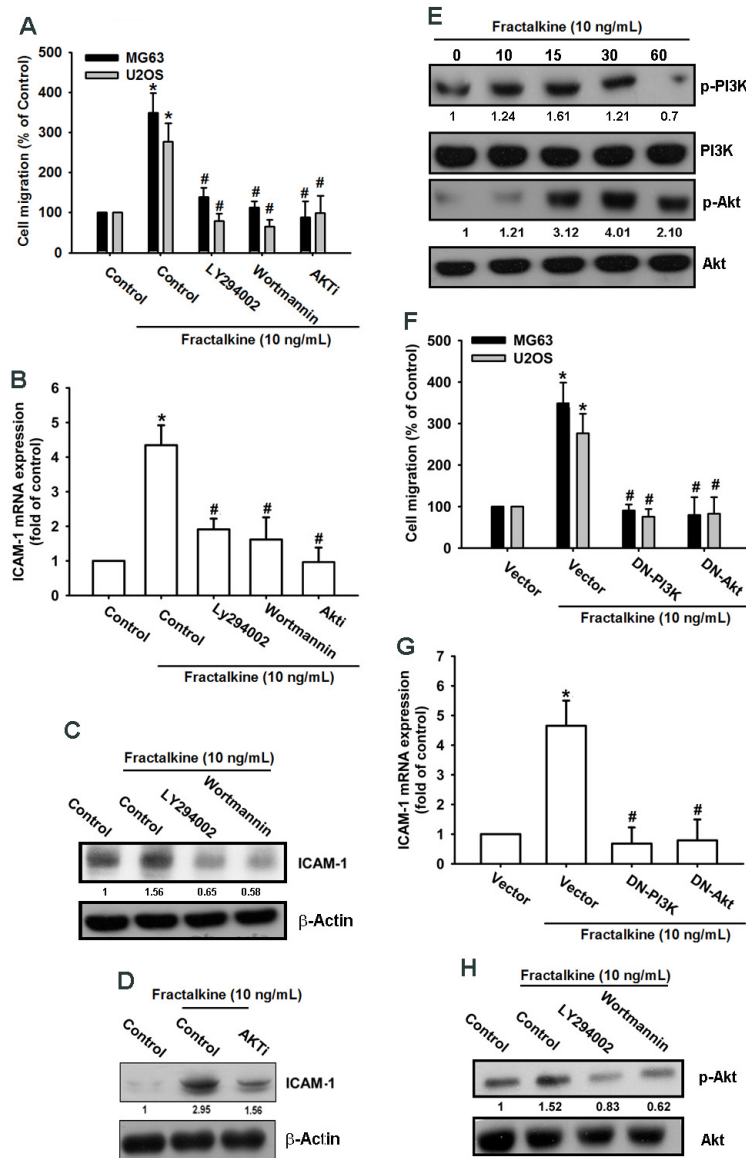 A
MG63
U2OS
500
400
300
200
100
0
Cell migration (% of Control)
* *
# # # # # #
Control
Control
LY294002
Wortmannin
AKTi
Fractalkine (10 ng/mL)
B
6
5
4
3
2
1
0
ICAM-1 mRNA expression
(fold of control)
*
# # #
Control
Control
Ly294002
Wortmannin
Akti
Fractalkine (10 ng/mL)
C
Fractalkine (10 ng/mL)
Control
Control
LY294002
Wortmannin
ICAM-1
1 1.56 0.65 0.58
β-Actin
D
Fractalkine (10 ng/mL)
Control
Control
AKTi
ICAM-1
1 2.95 1.56
β-Actin
E
Fractalkine (10 ng/mL)
0 10 15 30 60
p-PI3K
1 1.24 1.61 1.21 0.7
PI3K
p-Akt
1 1.21 3.12 4.01 2.10
Akt
F
MG63
U2OS
500
400
300
200
100
0
Cell migration (% of Control)
* *
# # # #
Vector
Vector
DN-PI3K
DN-Akt
Fractalkine (10 ng/mL)
G
7
6
5
4
3
2
1
0
ICAM-1 mRNA expression
(fold of control)
*
# #
Vector
Vector
DN-PI3K
DN-Akt
Fractalkine (10 ng/mL)
H
Fractalkine (10 ng/mL)
Control
Control
LY294002
Wortmannin
p-Akt
1 1.52 0.83 0.62
Akt